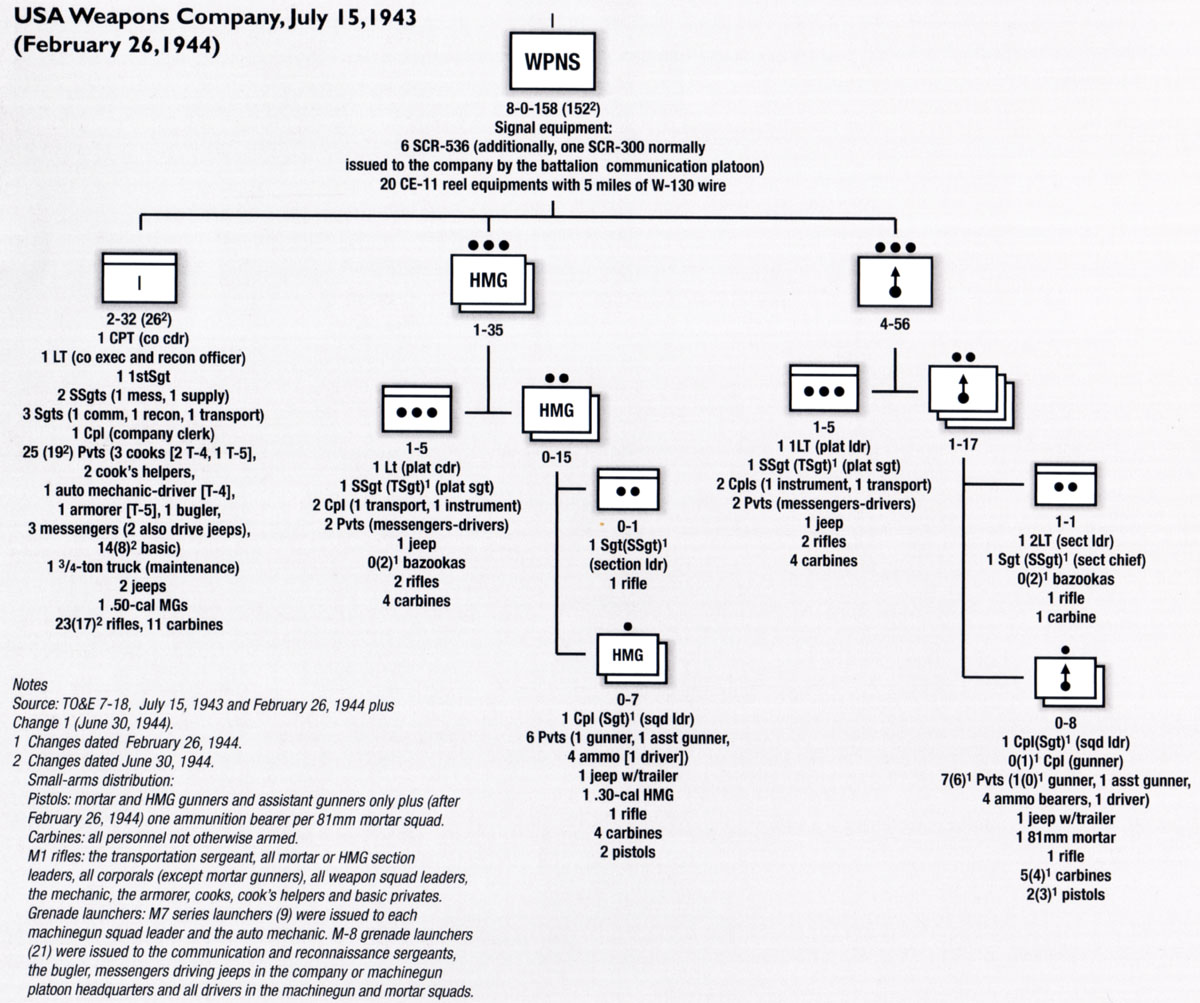 USA Weapons Company, July 15, 1943
(February 26, 1944)
WPNS
8-0-158 (152²)
Signal equipment:
6 SCR-536 (additionally, one SCR-300 normally
issued to the company by the battalion communication platoon)
20 CE-11 reel equipments with 5 miles of W-130 wire
I
2-32 (26²)
1 CPT (co cdr)
1 LT (co exec and recon officer)
1 1stSgt
2 SSgts (1 mess, 1 supply)
3 Sgts (1 comm, 1 recon, 1 transport)
1 Cpl (company clerk)
25 (19²) Pvts (3 cooks [2 T-4, 1 T-5],
2 cook's helpers,
1 auto mechanic-driver [T-4],
1 armorer [T-5], 1 bugler,
3 messengers (2 also drive jeeps),
14(8)² basic)
1 3/4-ton truck (maintenance)
2 jeeps
1 .50-cal MGs
23(17)² rifles, 11 carbines
HMG
1-35
1-5
1 Lt (plat cdr)
1 SSgt (TSgt)¹ (plat sgt)
2 Cpl (1 transport, 1 instrument)
2 Pvts (messengers-drivers)
1 jeep
0(2)¹ bazookas
2 rifles
4 carbines
HMG
0-15
0-1
1 Sgt(SSgt)¹
(section ldr)
1 rifle
HMG
0-7
1 Cpl (Sgt)¹ (sqd ldr)
6 Pvts (1 gunner, 1 asst gunner,
4 ammo [1 driver])
1 jeep w/trailer
1 .30-cal HMG
1 rifle
4 carbines
2 pistols
4-56
1-5
1 1LT (plat ldr)
1 SSgt (TSgt)¹ (plat sgt)
2 Cpls (1 instrument, 1 transport)
2 Pvts (messengers-drivers)
1 jeep
2 rifles
4 carbines
1-17
1-1
1 2LT (sect ldr)
1 Sgt (SSgt)¹ (sect chief)
0(2)¹ bazookas
1 rifle
1 carbine
0-8
1 Cpl(Sgt)¹ (sqd ldr)
0(1)¹ Cpl (gunner)
7(6)¹ Pvts (1(0)¹ gunner, 1 asst gunner,
4 ammo bearers, 1 driver)
1 jeep w/trailer
1 81mm mortar
1 rifle
5(4)¹ carbines
2(3)¹ pistols
Notes
Source: TO&E 7-18, July 15, 1943 and February 26, 1944 plus
Change 1 (June 30, 1944).
1 Changes dated February 26, 1944.
2 Changes dated June 30, 1944.
Small-arms distribution:
Pistols: mortar and HMG gunners and assistant gunners only plus (after
February 26, 1944) one ammunition bearer per 81mm mortar squad.
Carbines: all personnel not otherwise armed.
M1 rifles: the transportation sergeant, all mortar or HMG section
leaders, all corporals (except mortar gunners), all weapon squad leaders,
the mechanic, the armorer, cooks, cook's helpers and basic privates.
Grenade launchers: M7 series launchers (9) were issued to each
machinegun squad leader and the auto mechanic. M-8 grenade launchers
(21) were issued to the communication and reconnaissance sergeants,
the bugler, messengers driving jeeps in the company or machinegun
platoon headquarters and all drivers in the machinegun and mortar squads.